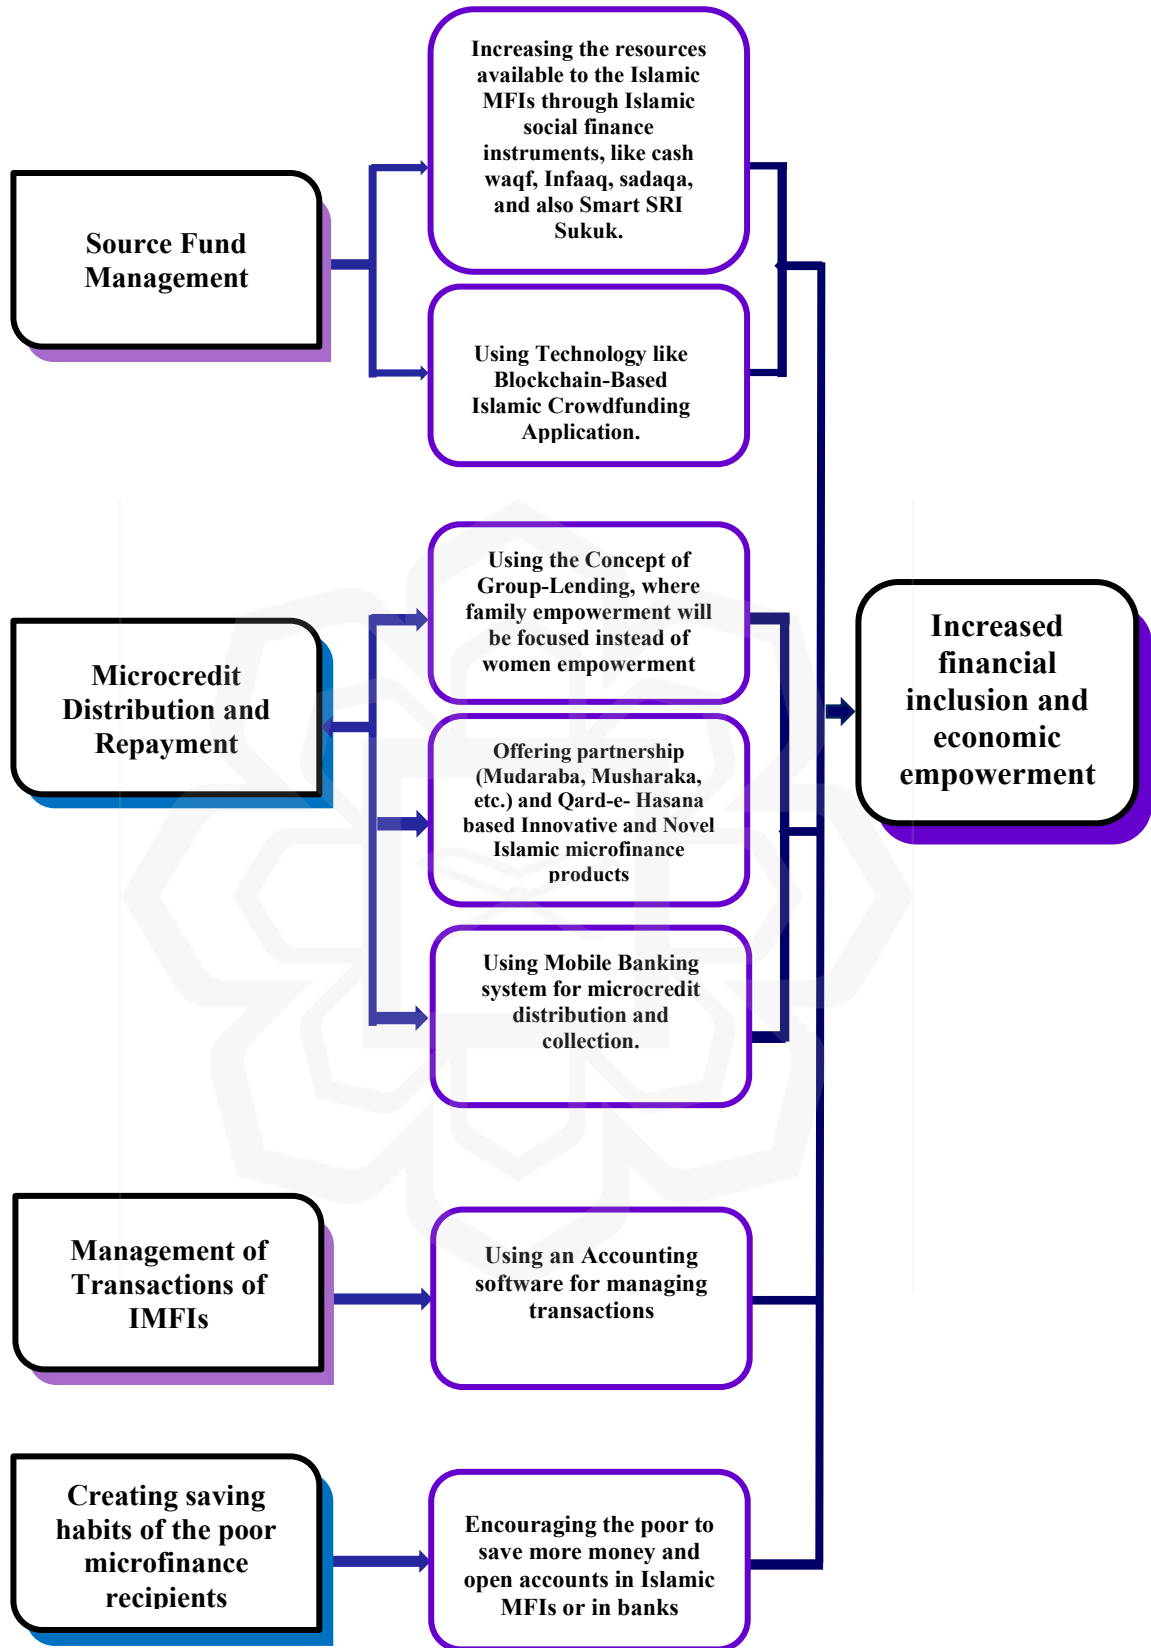 Increasing the resources
available to the Islamic
MFIs through Islamic
social finance
instruments, like cash
waqf, Infaaq, sadaqa,
and also Smart SRI
Sukuk.
Source Fund
Management
Using Technology like
Blockchain-Based
Islamic Crowdfunding
Application.
Using the Concept of
Group-Lending, where
family empowerment will
be focused instead of
women empowerment
Microcredit
Distribution and
Repayment
Offering partnership
(Mudaraba, Musharaka,
etc.) and Qard-e- Hasana
based Innovative and Novel
Islamic microfinance
products
Using Mobile Banking
system for microcredit
distribution and
collection.
Increased
financial
inclusion and
economic
empowerment
Management of
Transactions of
IMFIs
Using an Accounting
software for managing
transactions
Creating saving
habits of the poor
microfinance
recipients
Encouraging the poor to
save more money and
open accounts in Islamic
MFIs or in banks